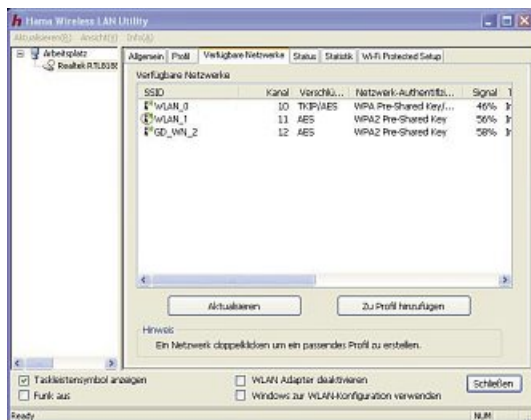 Hama Wireless LAN Utility
Aktualisieren(R) Ansicht(V) Info(A)
Arbeitsplatz
Realtek RTL8188
Allgemein Profil Verfügbare Netzwerke Status Statistik Wi-Fi Protected Setup
Verfügbare Netzwerke
SSID Kanal Verschlü... Netzwerk-Authentifizi... Signal
WLAN_0 10 TKIP/AES WPA Pre-Shared Key/... 46%
WLAN_1 11 AES WPA2 Pre-Shared Key 56%
GD_WN_2 12 AES WPA2 Pre-Shared Key 58%
Aktualisieren Zu Profil hinzufügen
Hinweis
Ein Netzwerk doppelklicken um ein passendes Profil zu erstellen.
Taskleistensymbol anzeigen WLAN Adapter deaktivieren
Funk aus Windows zur WLAN-Konfiguration verwenden
Schließen
Ready NUM